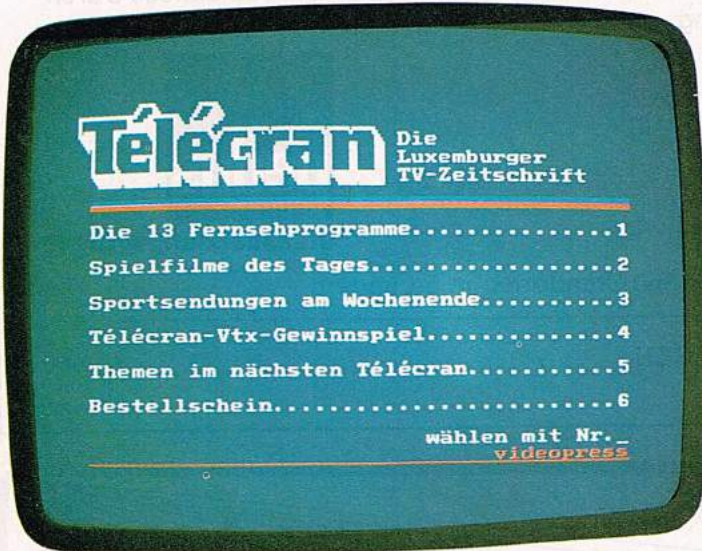 Télécran
Die
Luxemburger
TV-Zeitschrift
Die 13 Fernsehprogramme...............1
Spielfilme des Tages..................2
Sportsendungen am Wochenende..........3
Télécran-Vtx-Gewinnspiel..............4
Themen im nächsten Télécran...........5
Bestellschein.........................6
wählen mit Nr._
videopress